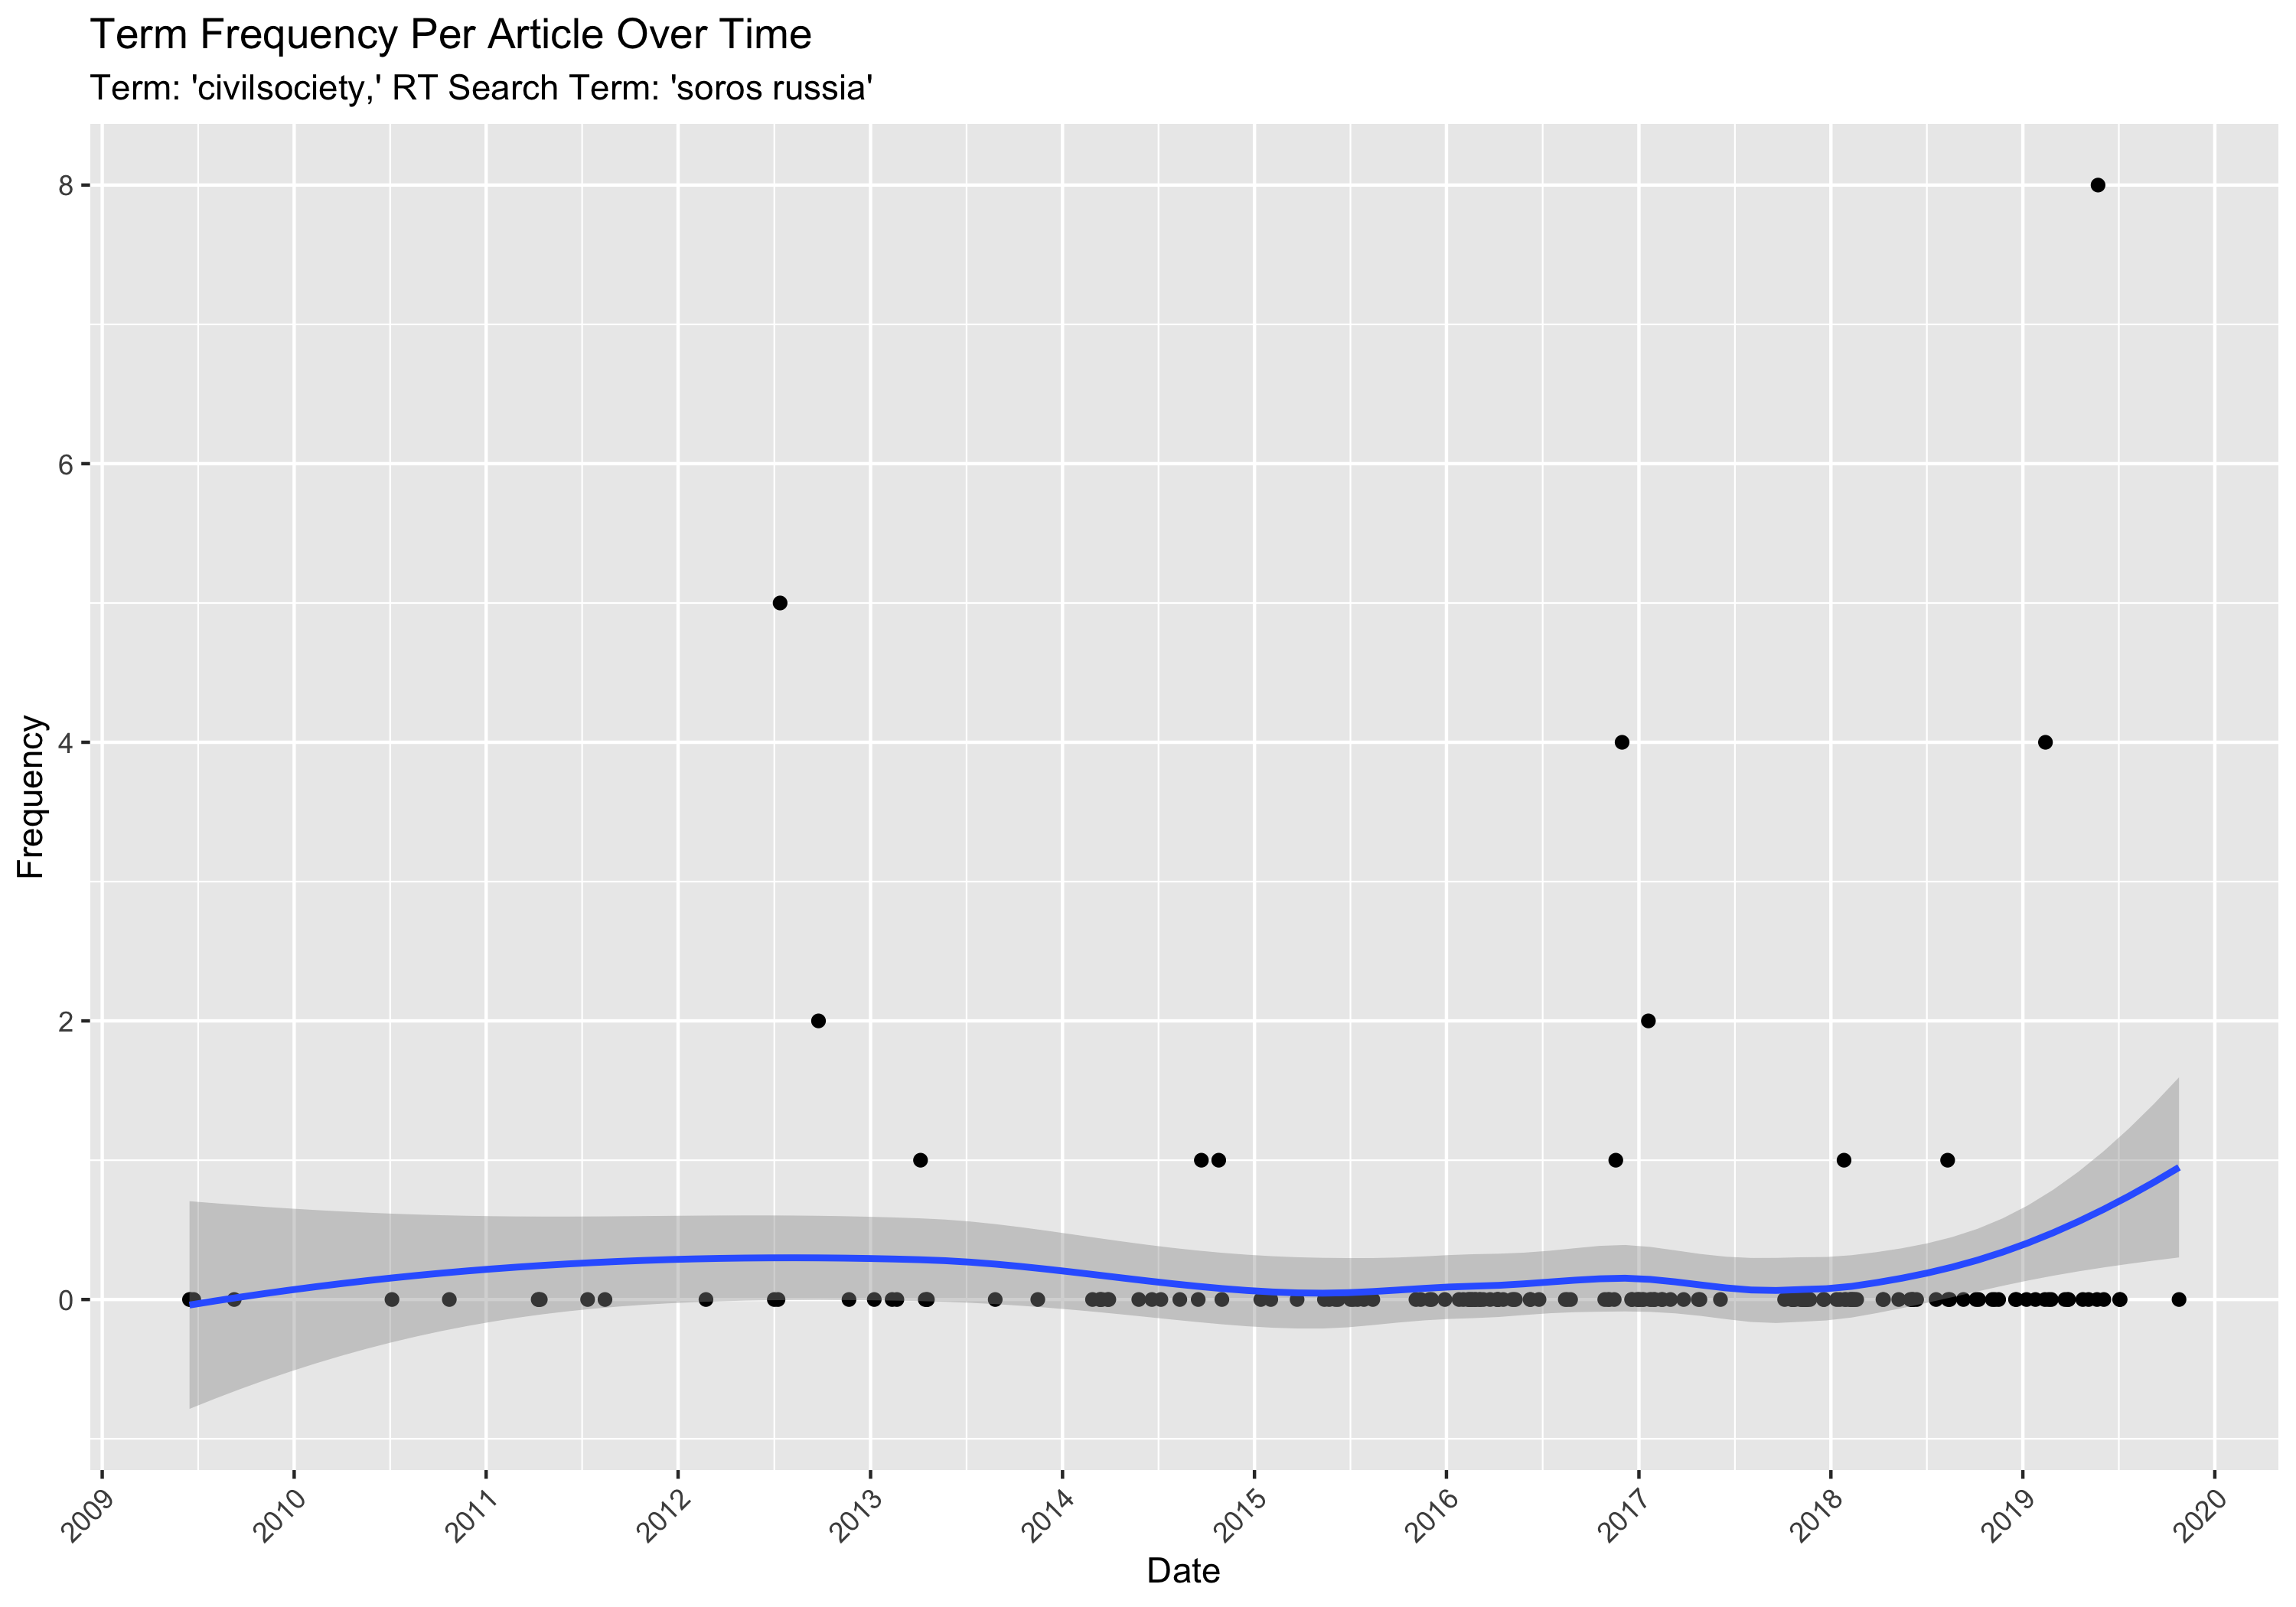 Term Frequency Per Article Over Time
Term: 'civilsociety,' RT Search Term: 'soros russia'
Frequency
8
6
4
2
0
2009 2010 2011 2012 2013 2014 2015 2016 2017 2018 2019 2020
Date